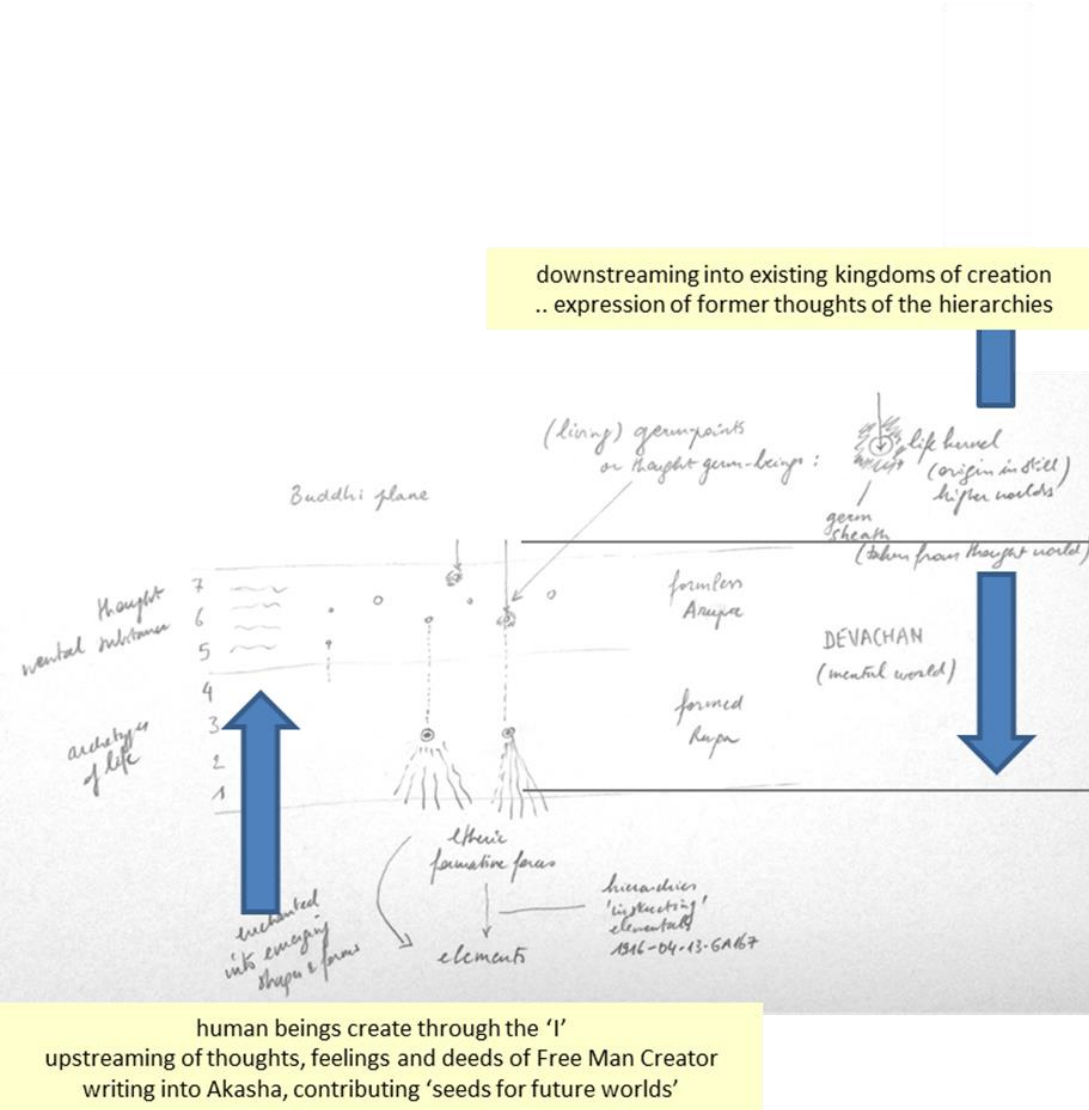 downstreaming into existing kingdoms of creation
.. expression of former thoughts of the hierarchies
(living) germpoints
or thought germ-beings :
life kernel
(origin in still)
higher worlds
Buddhi plane
germ
sheath
(taken from thought world)
thought
mental substance
7
6
5
4
3
2
1
formless
Arupa
DEVACHAN
(mental world)
formed
Rupa
archetypes
of life
etheric
formative forces
hierarchies
'instructing'
elementals
1916-04-13-GA167
elements
enchanted
into emerging
shapes & forms
human beings create through the ‘I’
upstreaming of thoughts, feelings and deeds of Free Man Creator
writing into Akasha, contributing ‘seeds for future worlds’